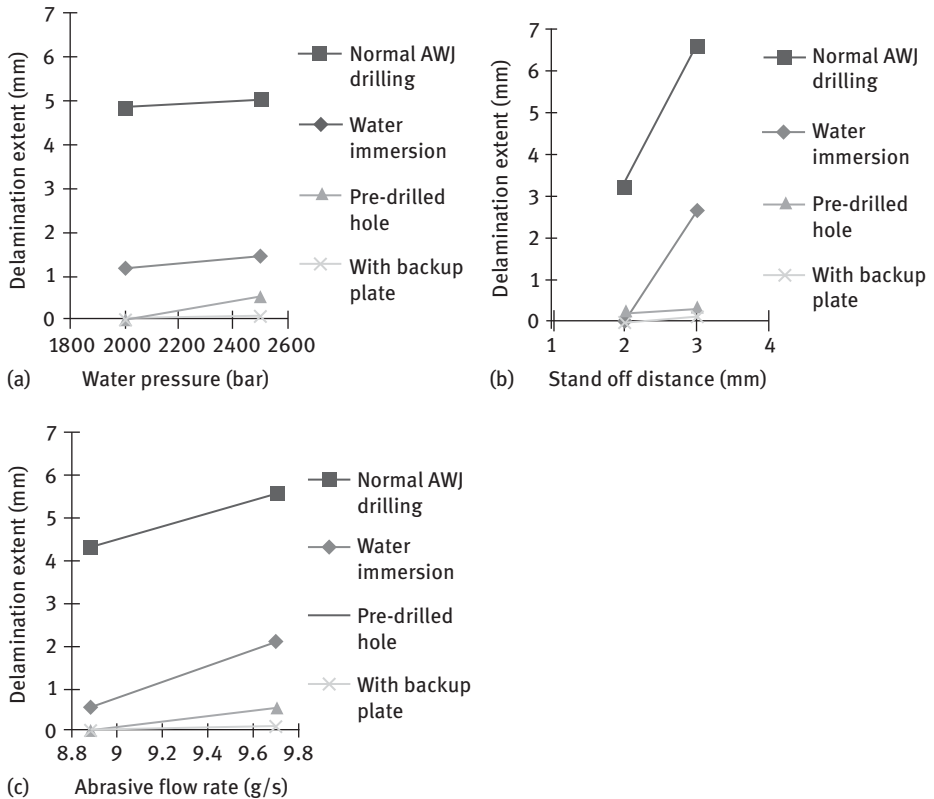 7
6
5
4
3
2
1
0
Delamination extent (mm)
1800 2000 2200 2400 2600
(a) Water pressure (bar)
Normal AWJ
drilling
Water
immersion
Pre-drilled
hole
With backup
plate
7
6
5
4
3
2
1
0
Delamination extent (mm)
1 2 3 4
(b) Stand off distance (mm)
Normal AWJ
drilling
Water
immersion
Pre-drilled
hole
With backup
plate
7
6
5
4
3
2
1
0
Delamination extent (mm)
8.8 9 9.2 9.4 9.6 9.8
(c) Abrasive flow rate (g/s)
Normal AWJ
drilling
Water
immersion
Pre-drilled
hole
With backup
plate